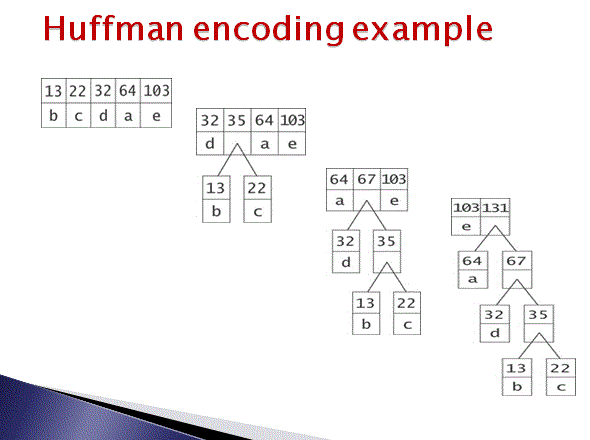 Huffman encoding example
13 22 32 64 103
b c d a e
32 35 64 103
d a e
13 22
b c
64 67 103
a e
32 35
d
13 22
b c
103 131
e
64 67
a
32 35
d
13 22
b c